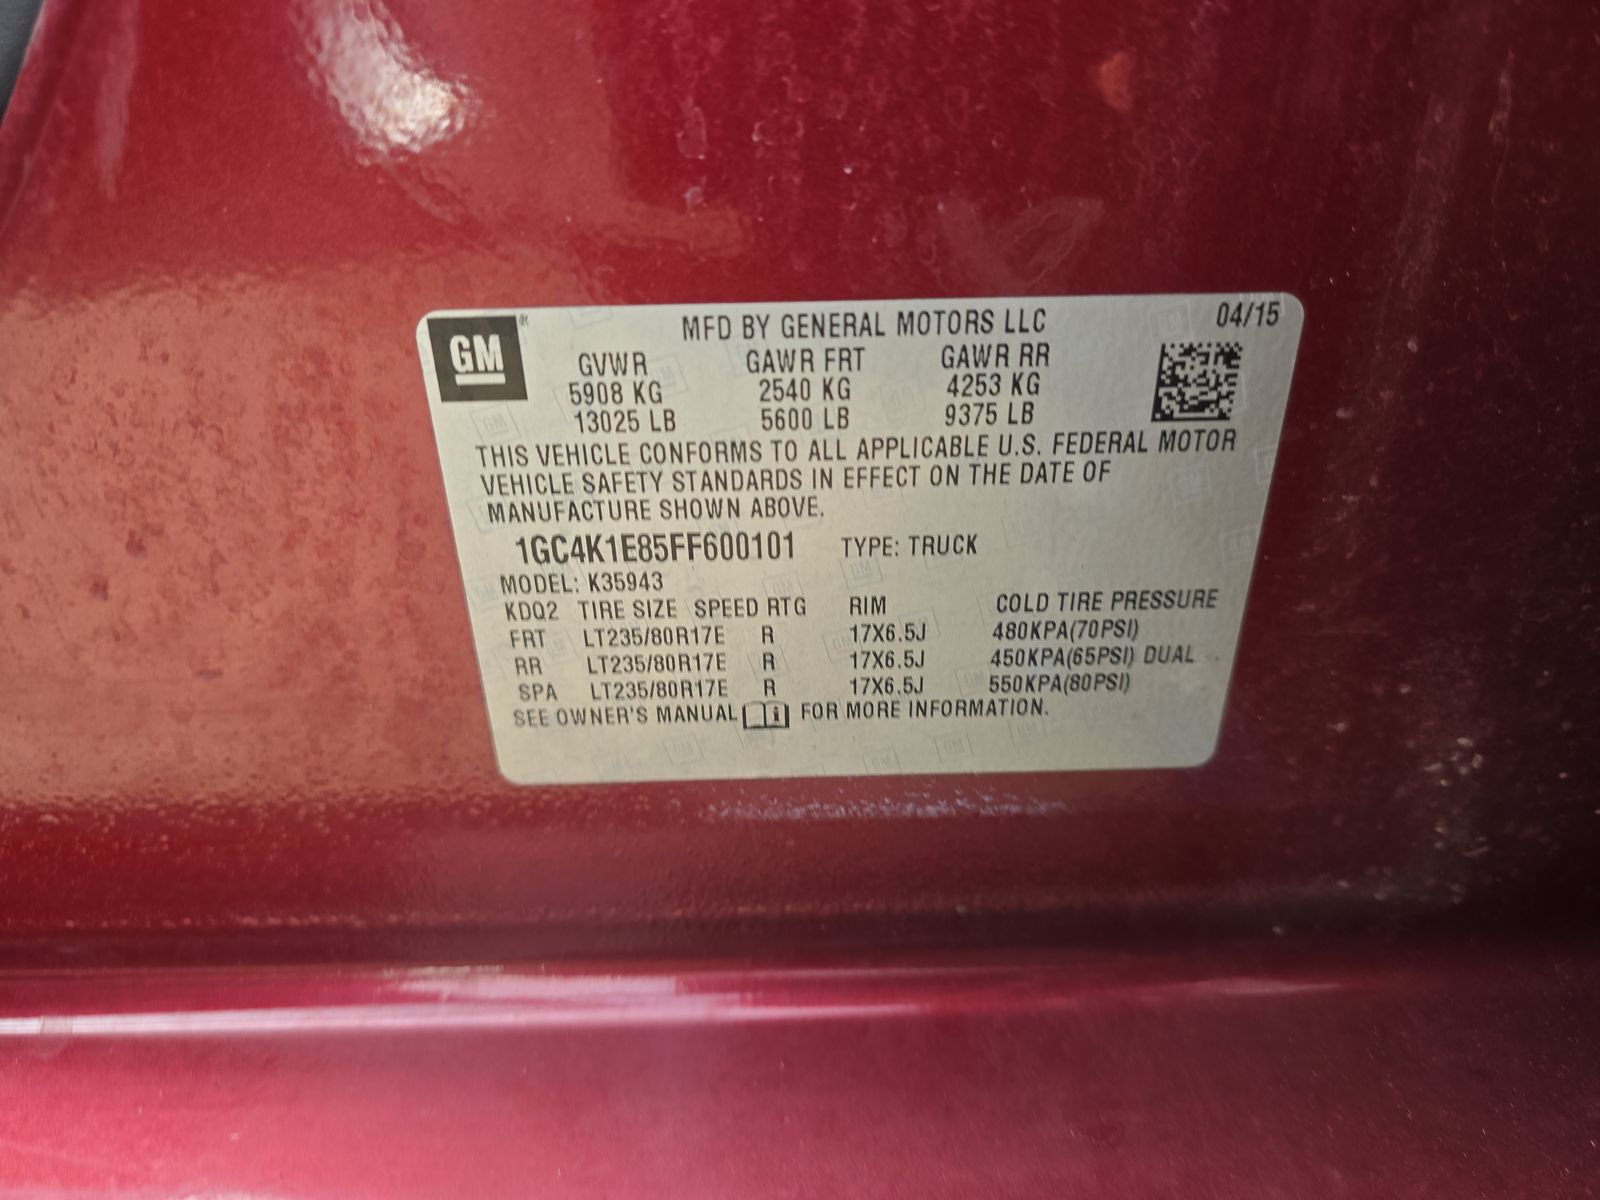 GM
MFD BY GENERAL MOTORS LLC 04/15
GVWR GAWR FRT GAWR RR
5908 KG 2540 KG 4253 KG
13025 LB 5600 LB 9375 LB
THIS VEHICLE CONFORMS TO ALL APPLICABLE U.S. FEDERAL MOTOR
VEHICLE SAFETY STANDARDS IN EFFECT ON THE DATE OF
MANUFACTURE SHOWN ABOVE.
1GC4K1E85FF600101 TYPE: TRUCK
MODEL: K35943
KDQ2 TIRE SIZE SPEED RTG RIM COLD TIRE PRESSURE
FRT LT235/80R17E R 17X6.5J 480KPA(70PSI)
RR LT235/80R17E R 17X6.5J 450KPA(65PSI) DUAL
SPA LT235/80R17E R 17X6.5J 550KPA(80PSI)
SEE OWNER'S MANUAL FOR MORE INFORMATION.